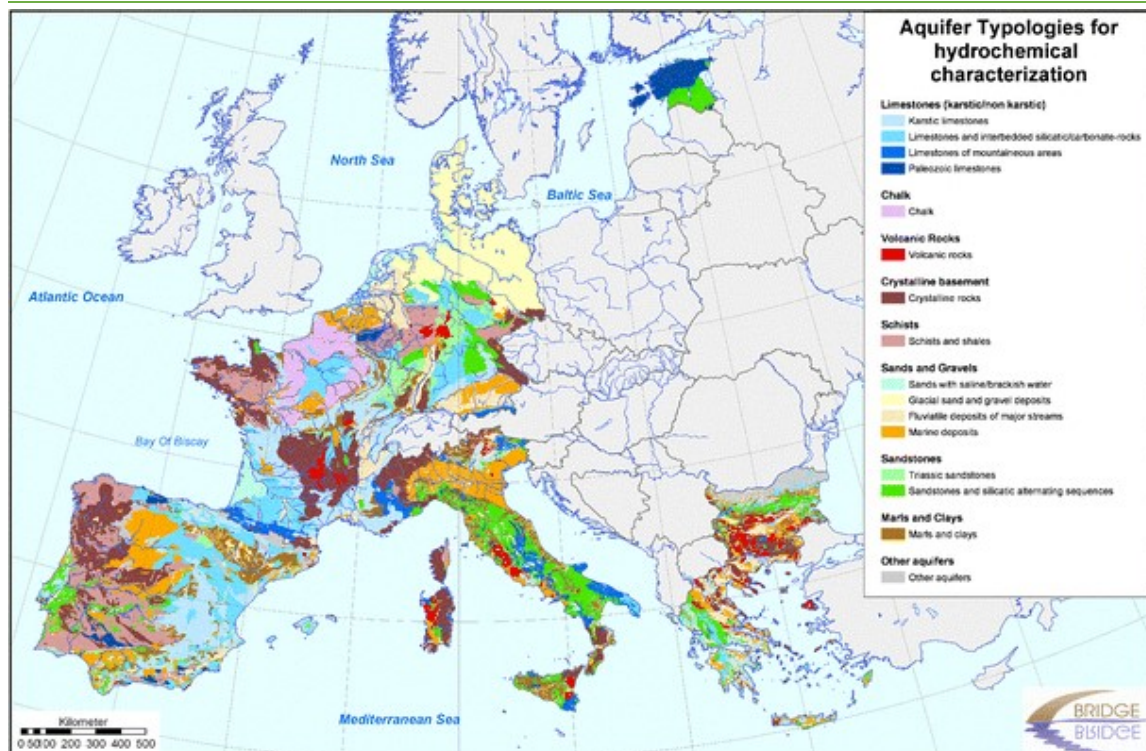 Aquifer Typologies for
hydrochemical
characterization
Limestones (karstic/non karstic)
Karstic limestones
Limestones and interbedded silicatic/carbonate-rocks
Limestones of mountaineous areas
Paleozoic limestones
Chalk
Chalk
Volcanic Rocks
Volcanic rocks
Crystalline basement
Crystalline rocks
Schists
Schists and shales
Sands and Gravels
Sands with saline/brackish water
Glacial sand and gravel deposits
Fluviatile deposits of major streams
Marine deposits
Sandstones
Triassic sandstones
Sandstones and silicatic alternating sequences
Marls and Clays
Marls and clays
Other aquifers
Other aquifers
North Sea
Baltic Sea
Atlantic Ocean
Bay Of Biscay
Mediterranean Sea
Kilometer
0 50 100 200 300 400 500
BRIDGE
BRIDGE